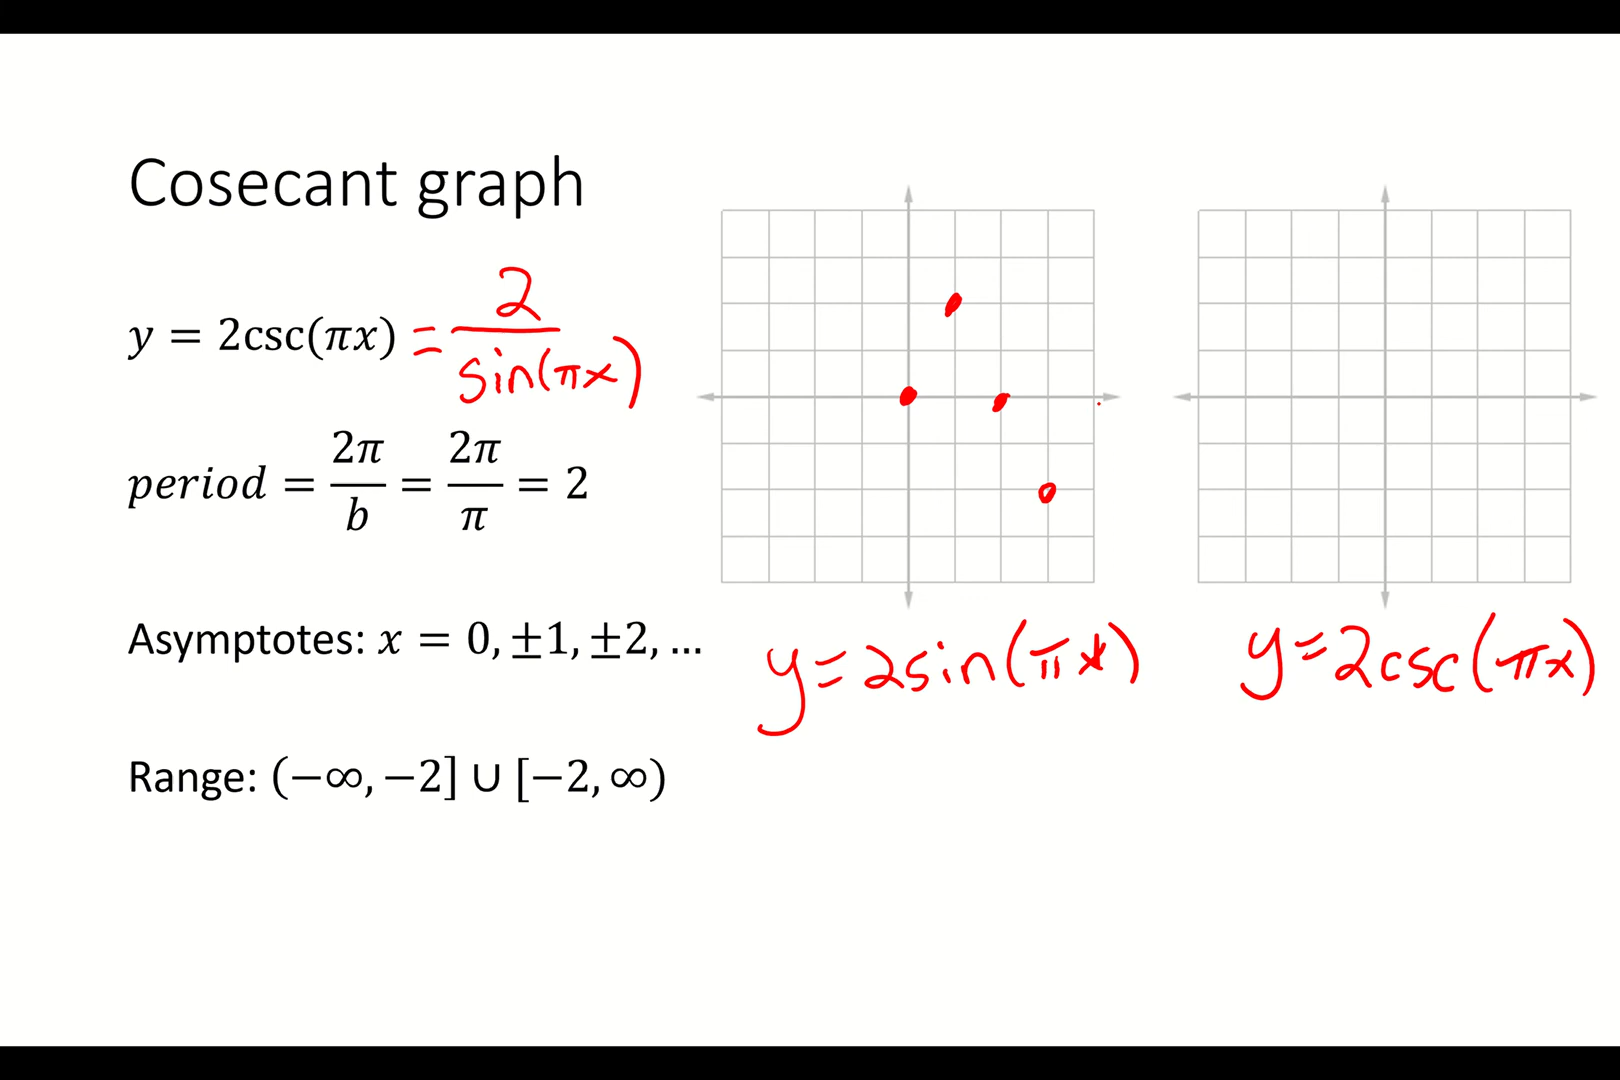 Cosecant graph
y = 2csc(πx) = 2/sin(πx)
period = 2π/b = 2π/π = 2
Asymptotes: x = 0, ±1, ±2, ...
Range: (−∞, −2] ∪ [−2, ∞)
y=2sin(πx)
y=2csc(πx)